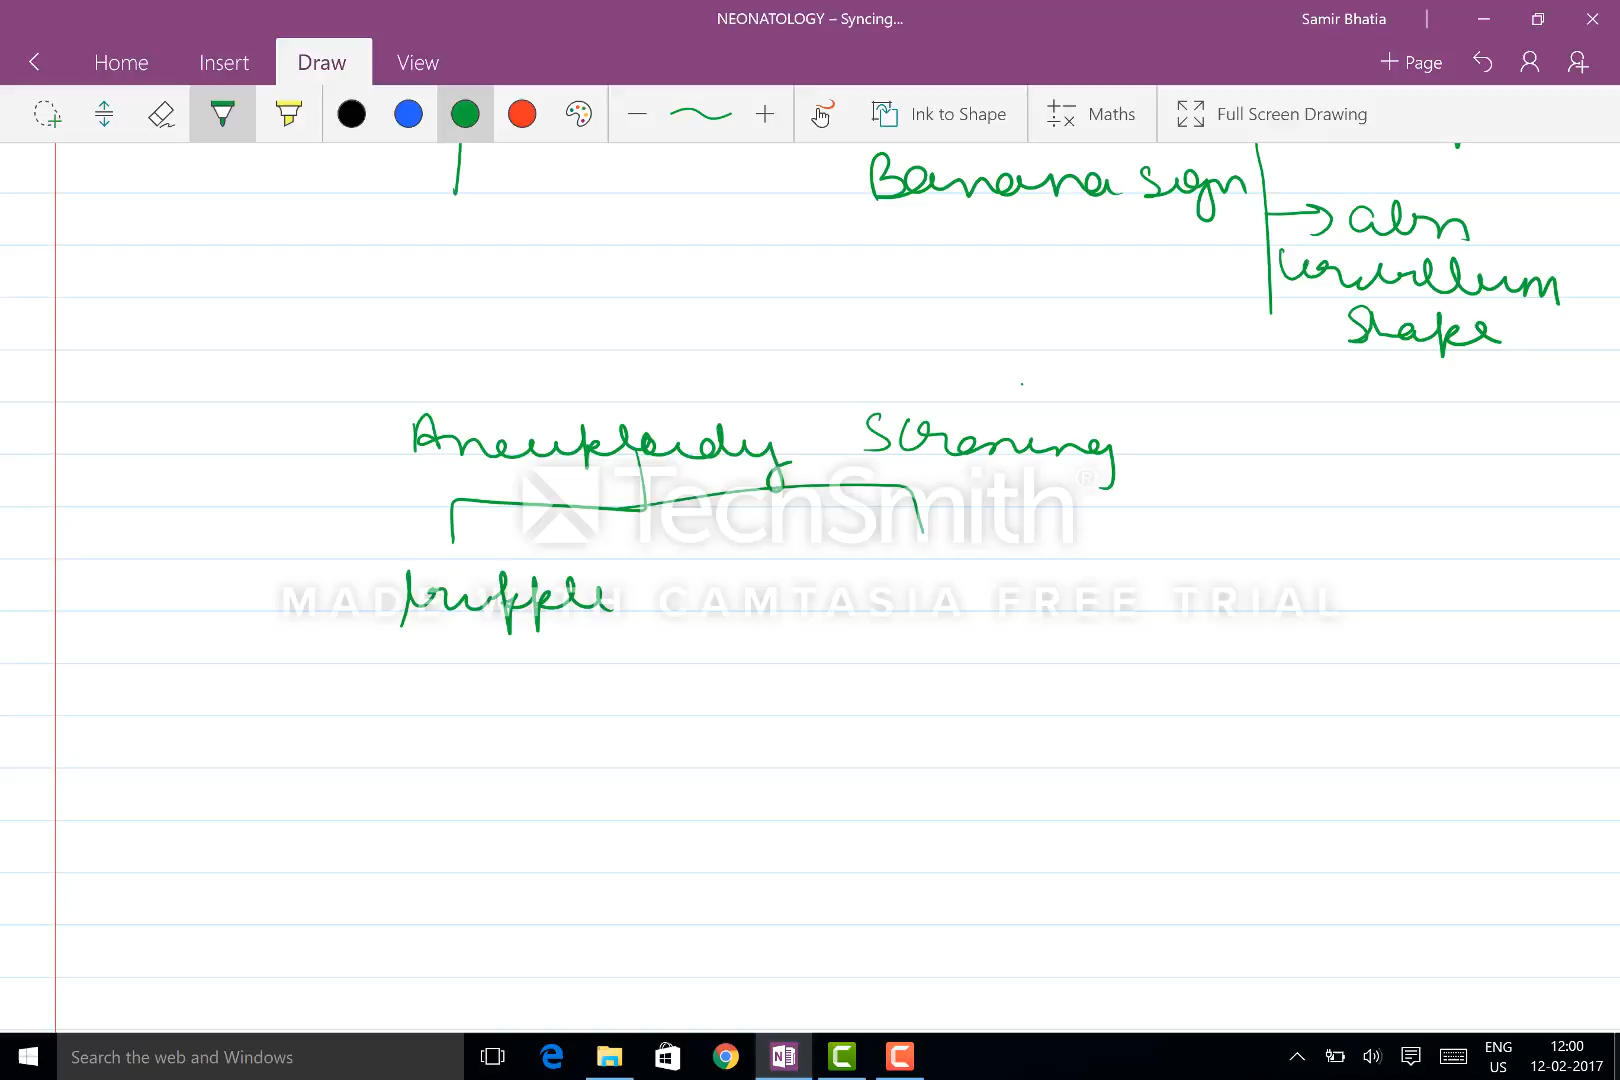 NEONATOLOGY – Syncing...
Samir Bhatia
Home Insert Draw View
Page
Ink to Shape
Maths
Full Screen Drawing
Banana sign
→ abn
cerebellum
shape
Aneuploidy Screening
TechSmith®
MADE WITH CAMTASIA FREE TRIAL
Search the web and Windows
ENG
US
12:00
12-02-2017